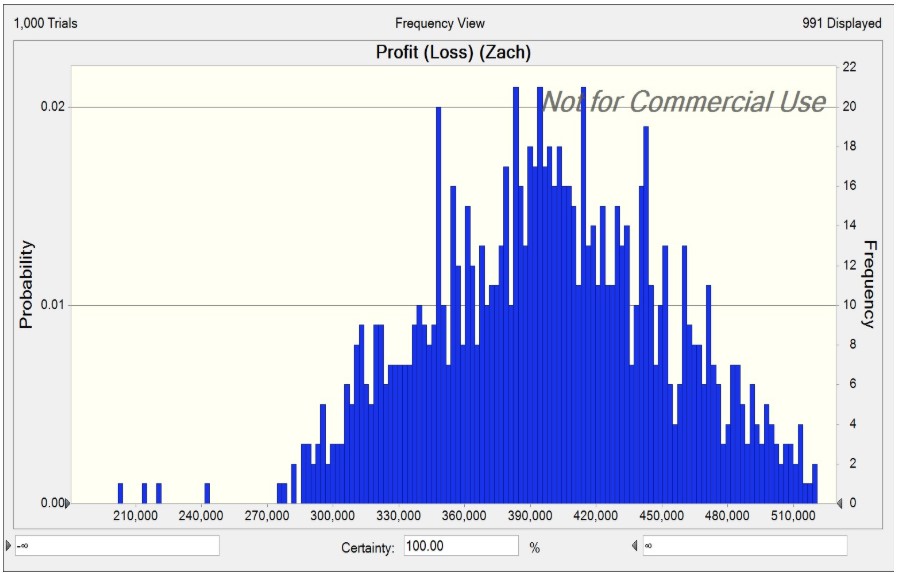 1,000 Trials Frequency View 991 Displayed
Profit (Loss) (Zach)
Not for Commercial Use
Probability
0.02
0.01
0.00
Frequency
22
20
18
16
14
12
10
8
6
4
2
0
210,000 240,000 270,000 300,000 330,000 360,000 390,000 420,000 450,000 480,000 510,000
-∞ Certainty: 100.00 % ∞